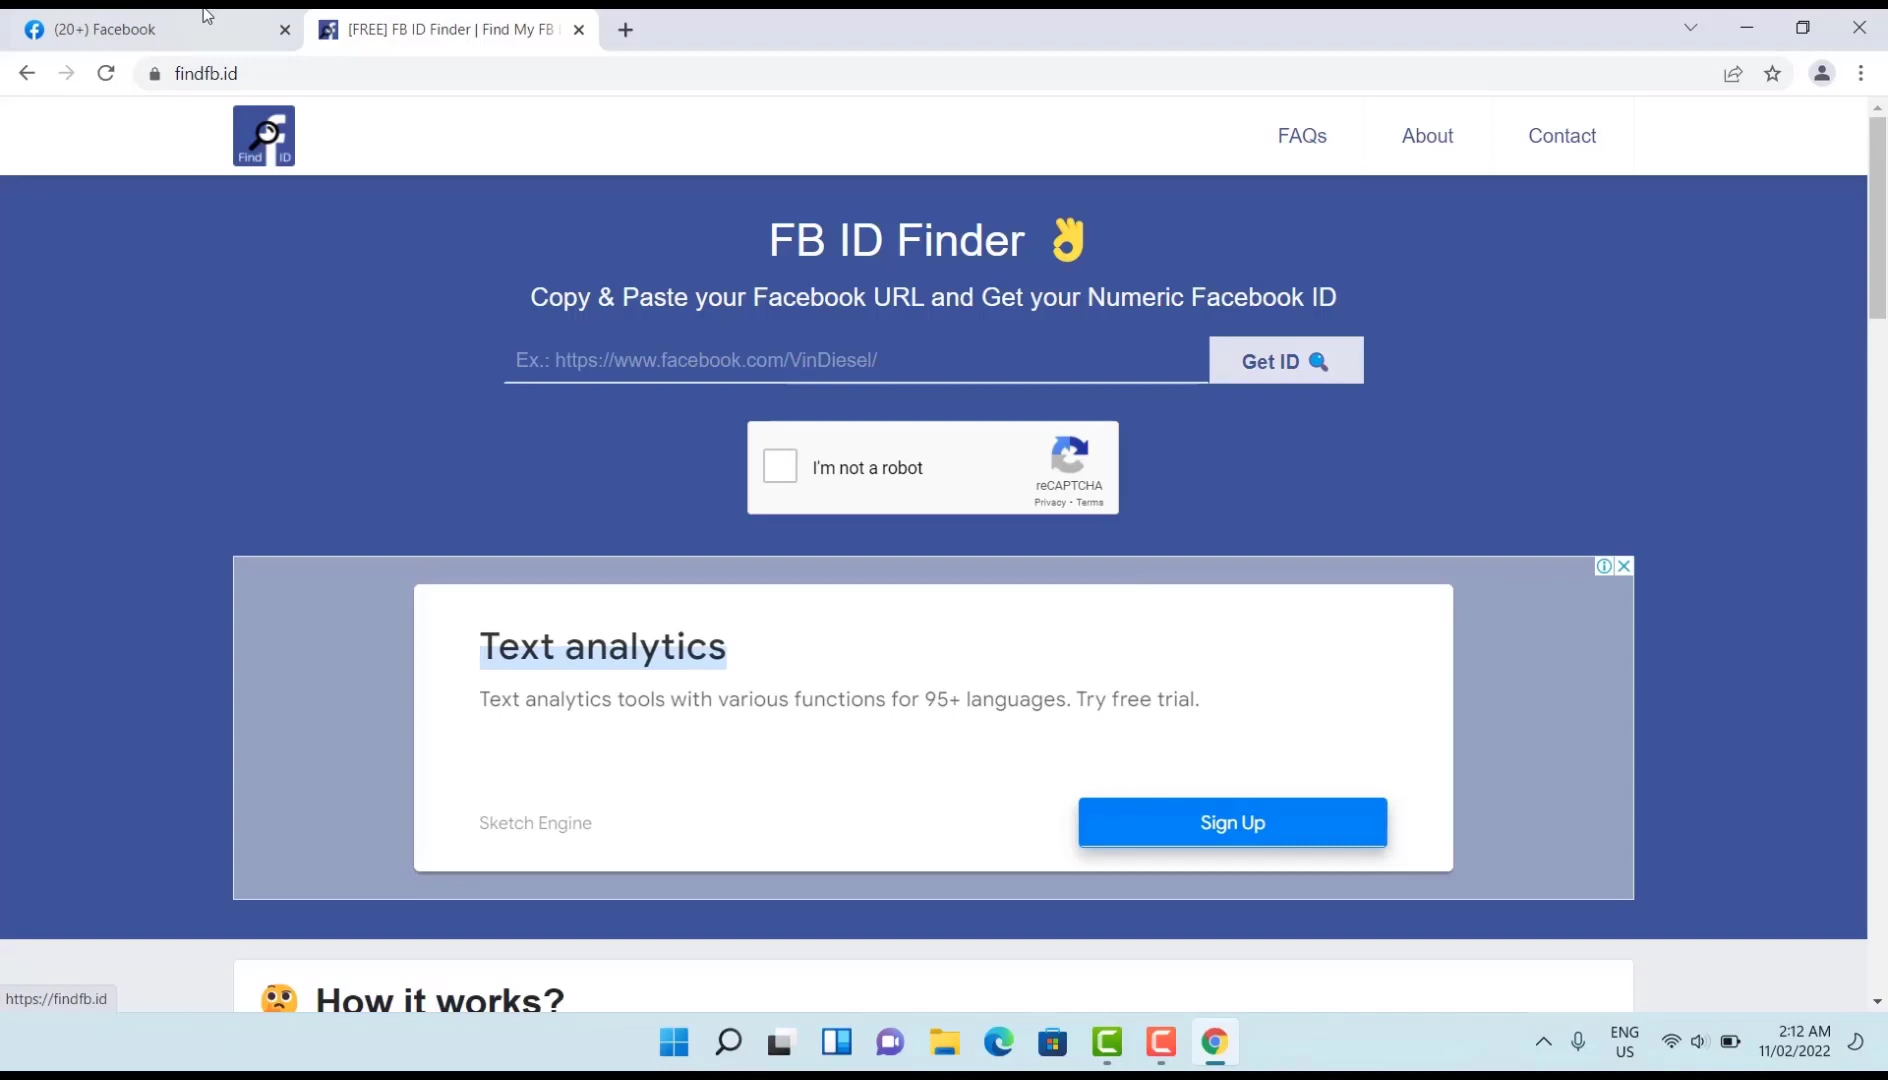 (20+) Facebook
[FREE] FB ID Finder | Find My FB
findfb.id
Find ID
FAQs
About
Contact
FB ID Finder 👌
Copy & Paste your Facebook URL and Get your Numeric Facebook ID
Ex.: https://www.facebook.com/VinDiesel/
Get ID 🔍
I'm not a robot
reCAPTCHA
Privacy - Terms
Text analytics
Text analytics tools with various functions for 95+ languages. Try free trial.
Sketch Engine
Sign Up
How it works?
https://findfb.id
ENG
US
2:12 AM
11/02/2022